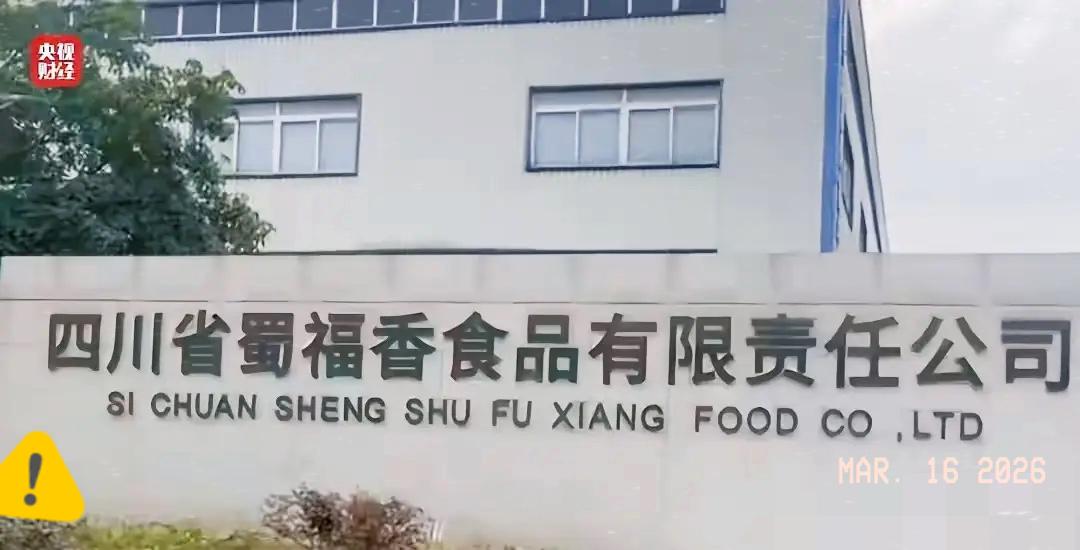 央视
财经
四川省蜀福香食品有限责任公司
SI CHUAN SHENG SHU FU XIANG FOOD CO ,LTD
MAR. 16 2026
!